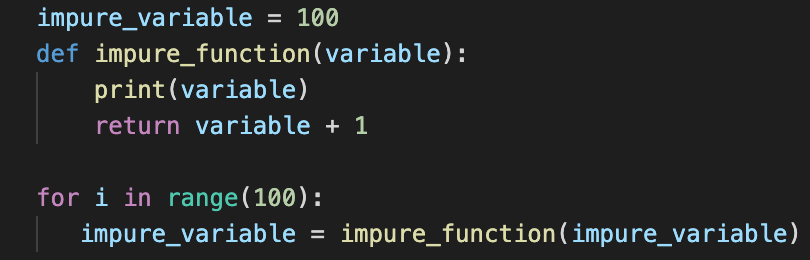 impure_variable = 100
def impure_function(variable):
    print(variable)
    return variable + 1

for i in range(100):
   impure_variable = impure_function(impure_variable)